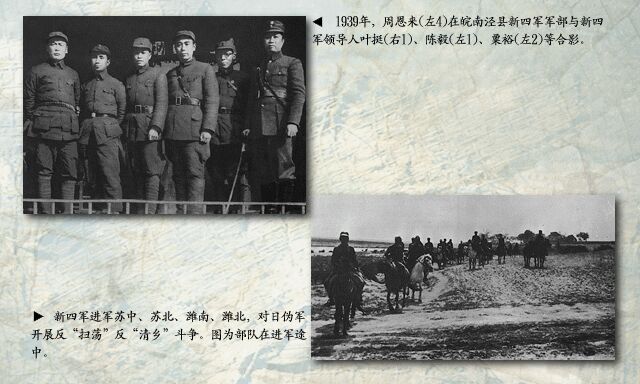 ◀ 1939年，周恩来(左4)在皖南泾县新四军军部与新四
军领导人叶挺(右1)、陈毅(左1)、粟裕(左2)等合影。
▶ 新四军进军苏中、苏北、潍南、潍北，对日伪军
开展反“扫荡”反“清乡”斗争。图为部队在进军途
中。